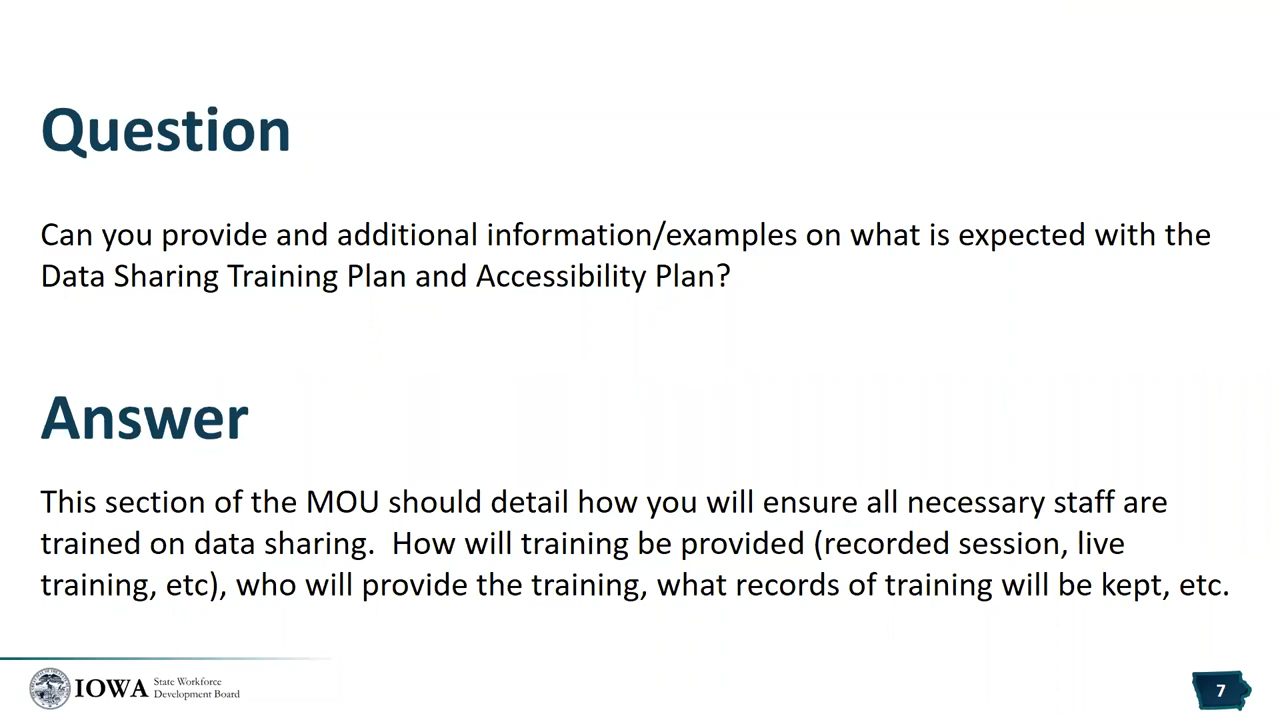 Question
Can you provide and additional information/examples on what is expected with the
Data Sharing Training Plan and Accessibility Plan?
Answer
This section of the MOU should detail how you will ensure all necessary staff are
trained on data sharing.  How will training be provided (recorded session, live
training, etc), who will provide the training, what records of training will be kept, etc.
IOWA State Workforce
Development Board
7